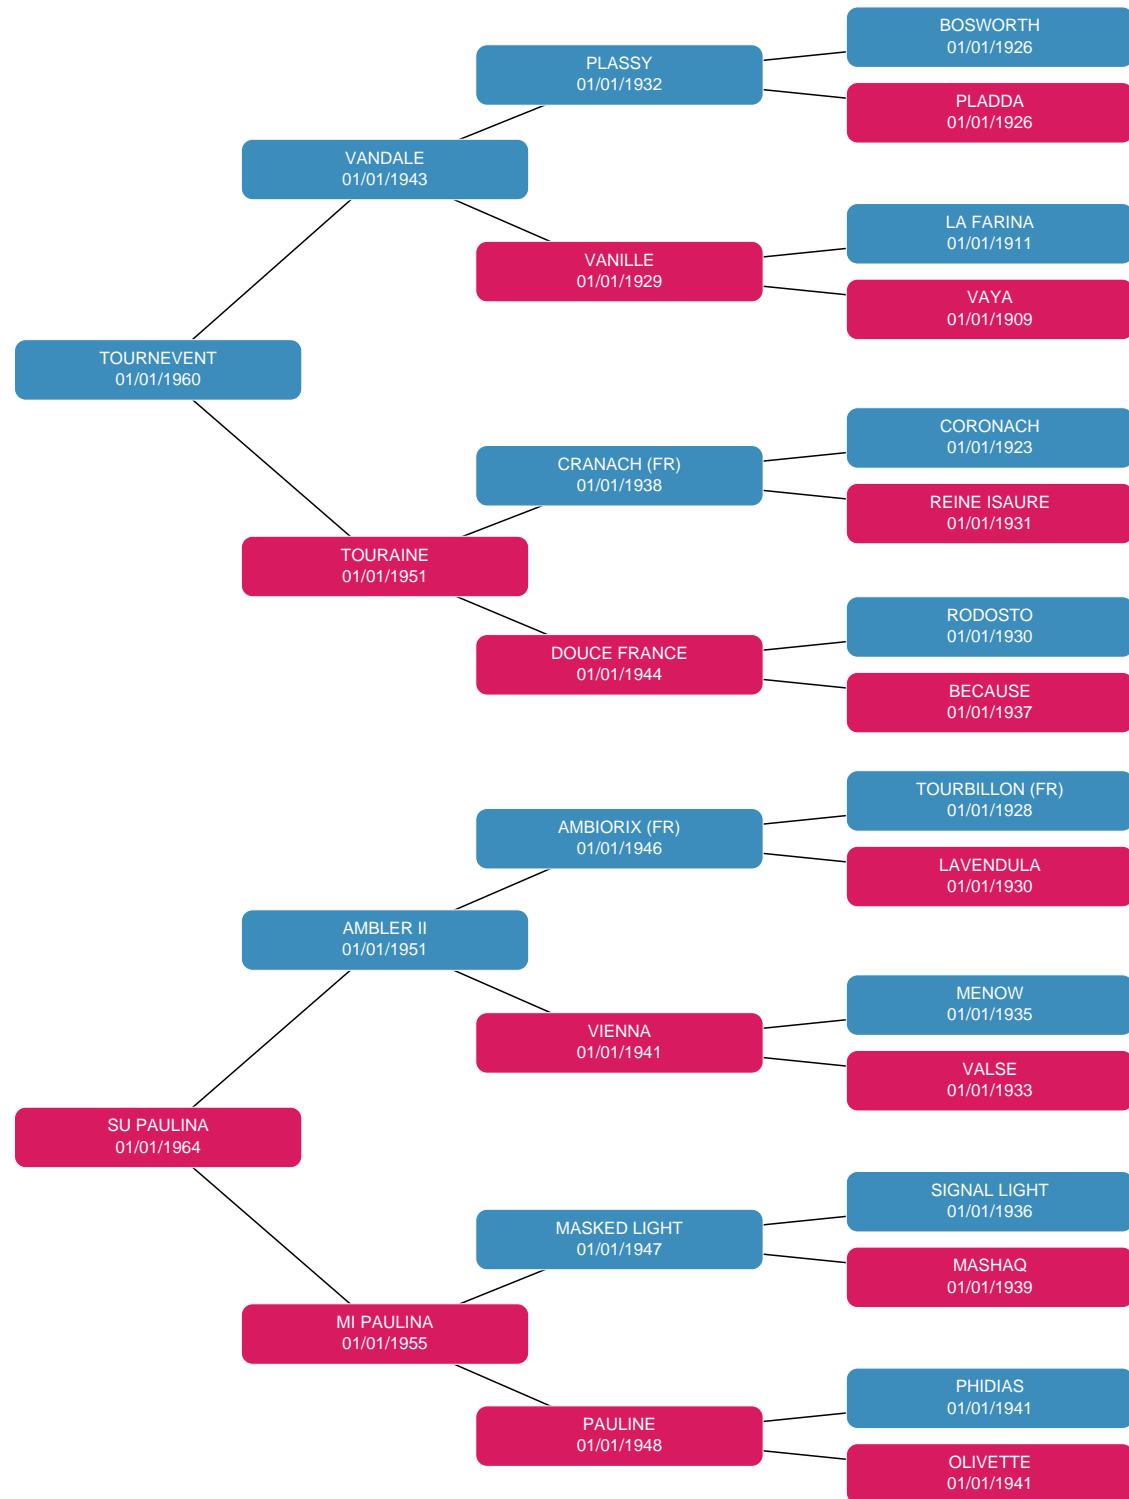 BOSWORTH
01/01/1926
PLASSY
01/01/1932
PLADDA
01/01/1926
VANDALE
01/01/1943
LA FARINA
01/01/1911
VANILLE
01/01/1929
VAYA
01/01/1909
TOURNEVENT
01/01/1960
CORONACH
01/01/1923
CRANACH (FR)
01/01/1938
REINE ISAURE
01/01/1931
TOURAINE
01/01/1951
RODOSTO
01/01/1930
DOUCE FRANCE
01/01/1944
BECAUSE
01/01/1937
TOURBILLON (FR)
01/01/1928
AMBIORIX (FR)
01/01/1946
LAVENDULA
01/01/1930
AMBLER II
01/01/1951
MENOW
01/01/1935
VIENNA
01/01/1941
VALSE
01/01/1933
SU PAULINA
01/01/1964
SIGNAL LIGHT
01/01/1936
MASKED LIGHT
01/01/1947
MASHAQ
01/01/1939
MI PAULINA
01/01/1955
PHIDIAS
01/01/1941
PAULINE
01/01/1948
OLIVETTE
01/01/1941